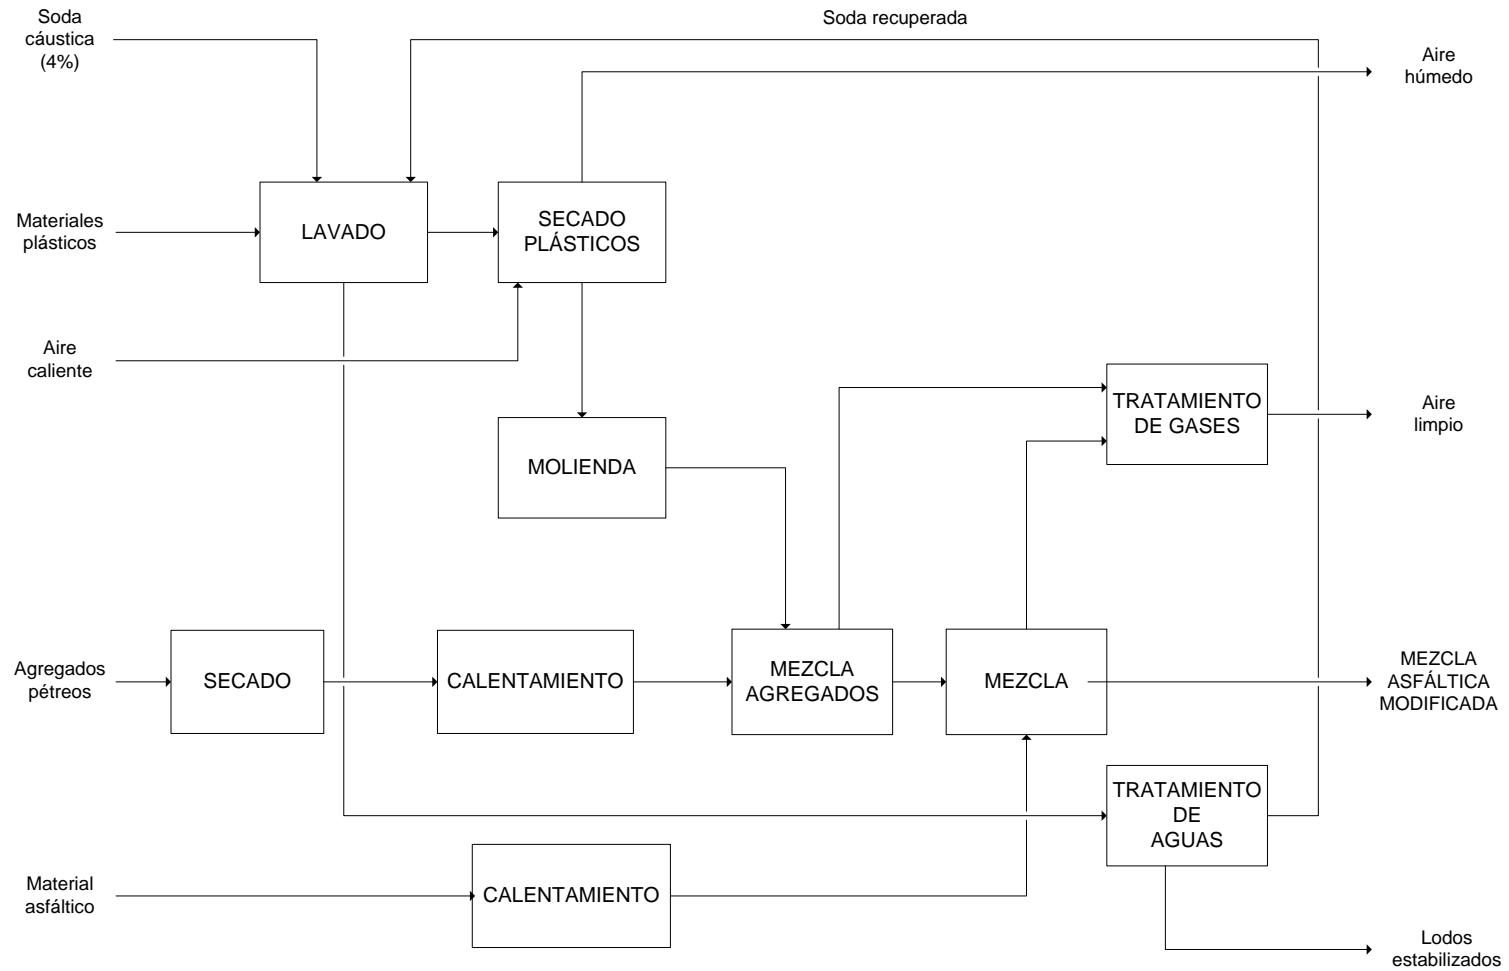 Soda
cáustica
(4%)
Soda recuperada
Aire
húmedo
Materiales
plásticos
LAVADO
SECADO
PLÁSTICOS
Aire
caliente
TRATAMIENTO
DE GASES
Aire
limpio
MOLIENDA
Agregados
pétreos
SECADO
CALENTAMIENTO
MEZCLA
AGREGADOS
MEZCLA
MEZCLA
ASFÁLTICA
MODIFICADA
TRATAMIENTO
DE
AGUAS
Material
asfáltico
CALENTAMIENTO
Lodos
estabilizados